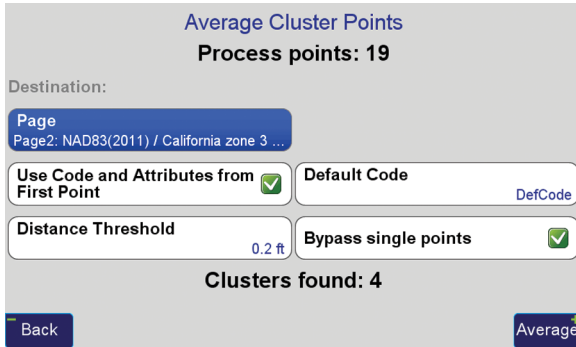 Average Cluster Points
Process points: 19
Destination:
Page
Page2: NAD83(2011) / California zone 3 ...
Use Code and Attributes from
First Point
Default Code
DefCode
Distance Threshold
0.2 ft
Bypass single points
Clusters found: 4
Back
Average